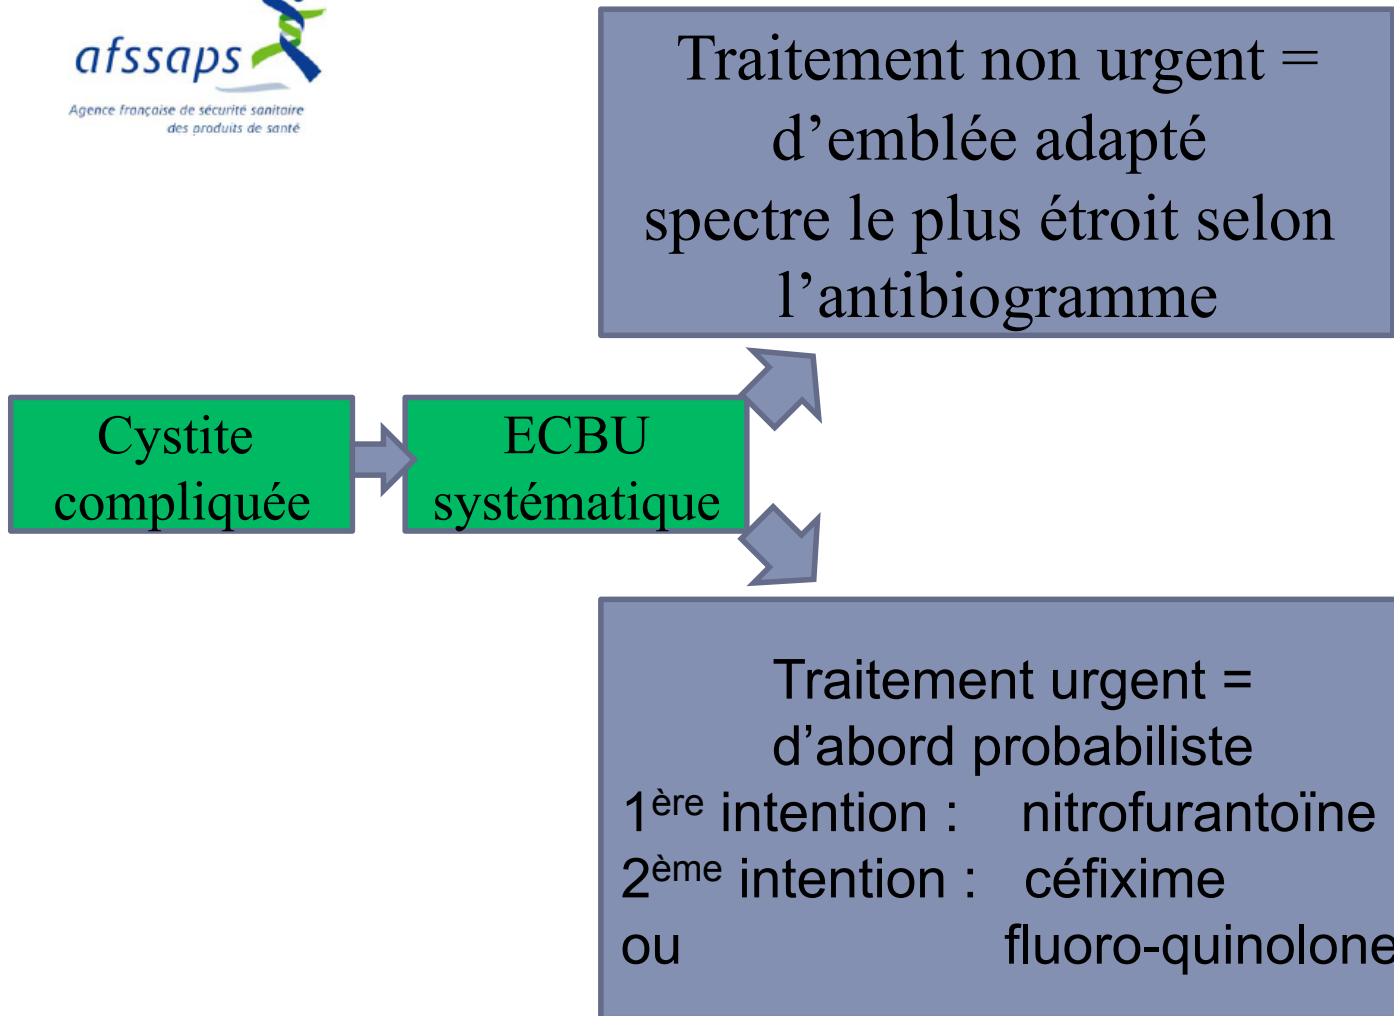 afssaps
Agence française de sécurité sanitaire
des produits de santé
Traitement non urgent =
d’emblée adapté
spectre le plus étroit selon
l’antibiogramme
Cystite
compliquée
ECBU
systématique
Traitement urgent =
d’abord probabiliste
1ère intention : nitrofurantoïne
2ème intention : céfixime
ou fluoro-quinolone